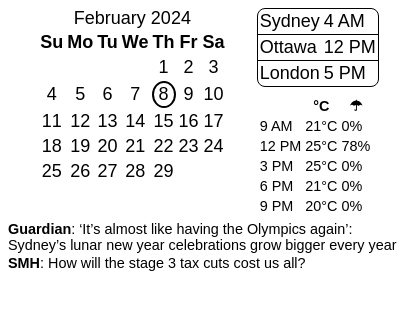 February 2024
Su Mo Tu We Th Fr Sa
1 2 3
4 5 6 7 8 9 10
11 12 13 14 15 16 17
18 19 20 21 22 23 24
25 26 27 28 29
Sydney 4 AM
Ottawa 12 PM
London 5 PM
°C ☂
9 AM 21°C 0%
12 PM 25°C 78%
3 PM 25°C 0%
6 PM 21°C 0%
9 PM 20°C 0%
Guardian: ‘It’s almost like having the Olympics again’:
Sydney’s lunar new year celebrations grow bigger every year
SMH: How will the stage 3 tax cuts cost us all?